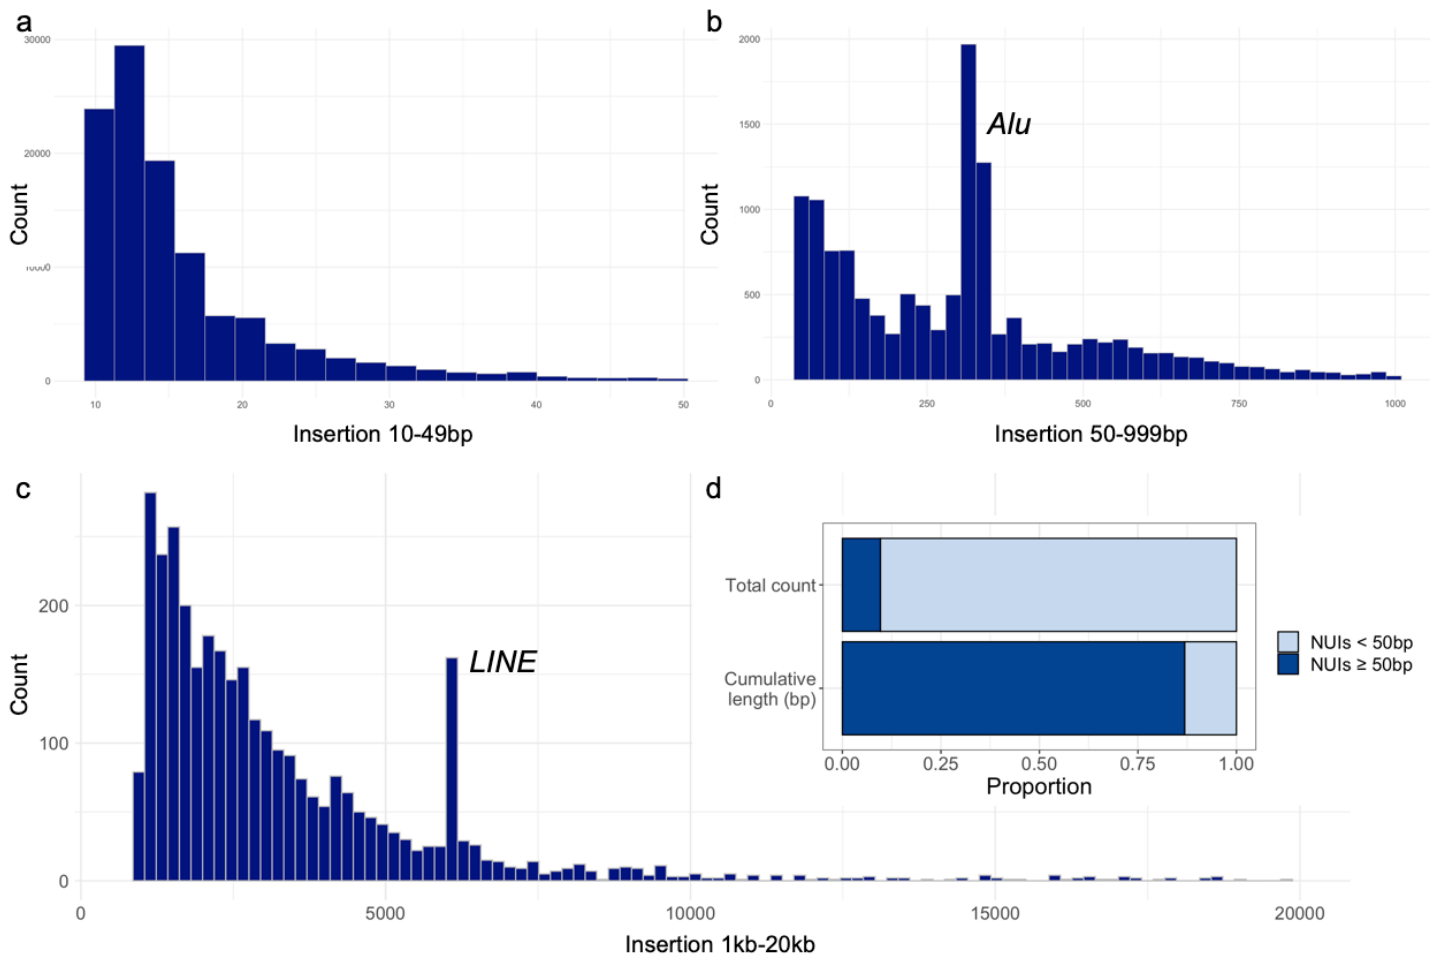 a
30000
20000
0
Count
10
20
30
40
50
Insertion 10-49bp
b
2000
1500
1000
500
0
Count
Alu
0
250
500
750
1000
Insertion 50-999bp
c
200
100
0
Count
LINE
0
5000
10000
15000
20000
Insertion 1kb-20kb
d
Total count
Cumulative
length (bp)
0.00
0.25
0.50
0.75
1.00
Proportion
NUIs < 50bp
NUIs ≥ 50bp